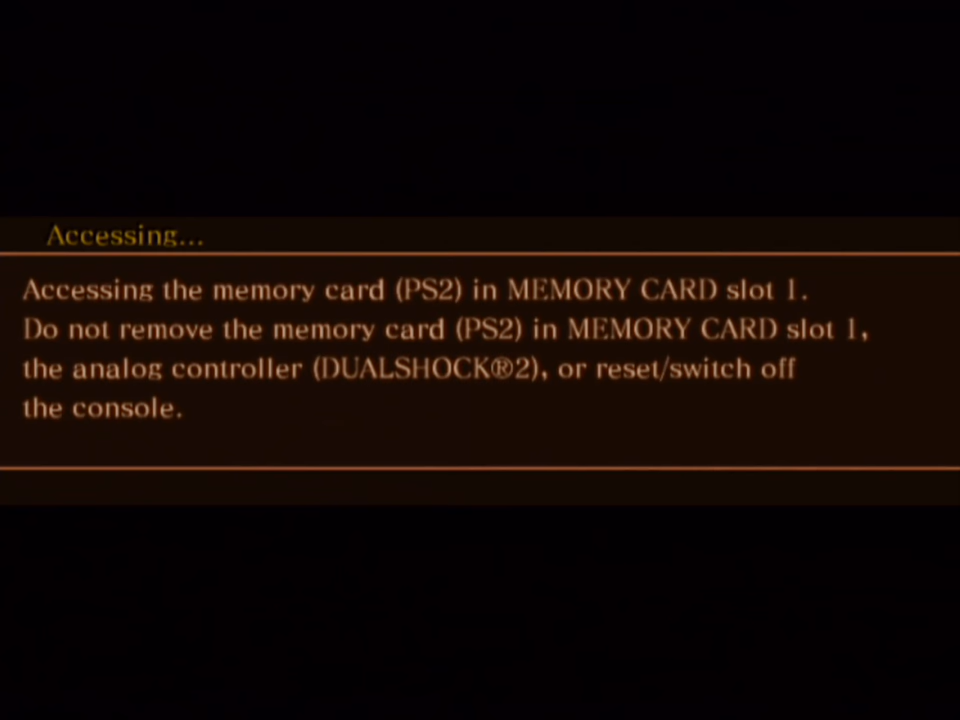 Accessing...
Accessing the memory card (PS2) in MEMORY CARD slot 1.
Do not remove the memory card (PS2) in MEMORY CARD slot 1,
the analog controller (DUALSHOCK®2), or reset/switch off
the console.